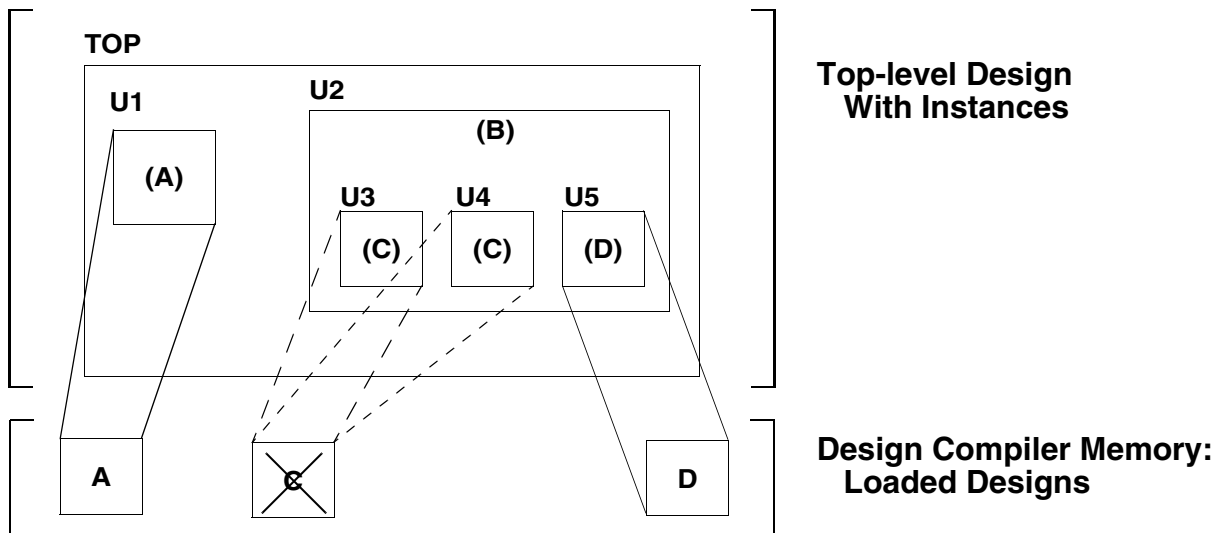 TOP
U1
U2
(B)
(A)
U3
U4
U5
(C)
(C)
(D)
Top-level Design
With Instances
A
C
D
Design Compiler Memory:
Loaded Designs